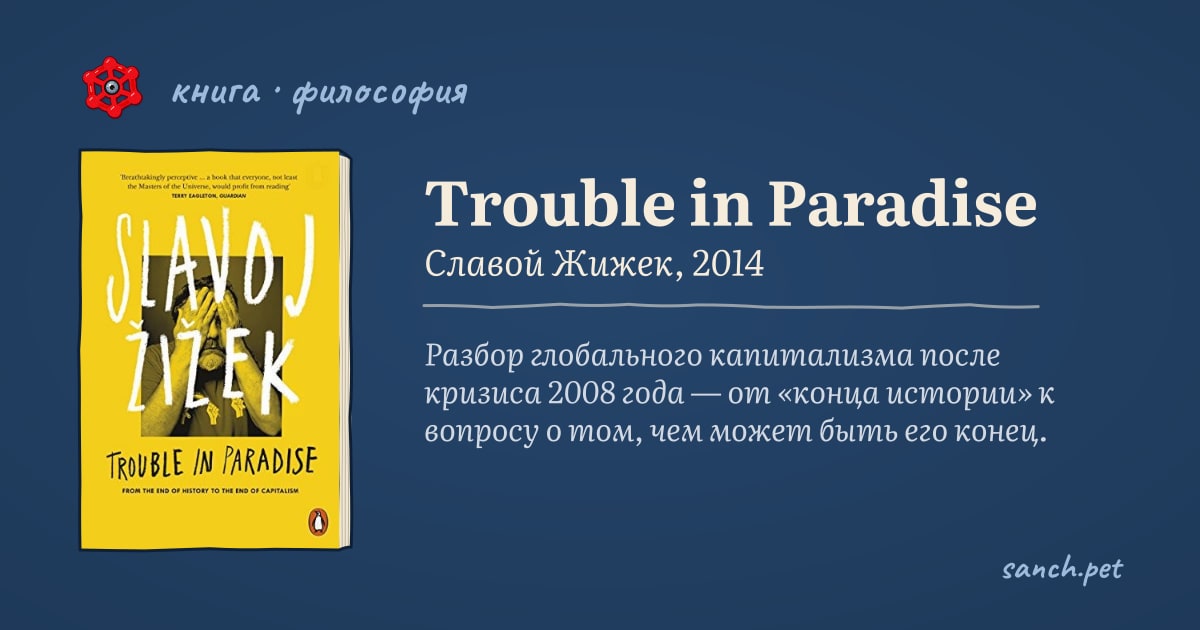 книга · философия
'Breathtakingly perceptive ... a book that everyone, not least
the Masters of the Universe, would profit from reading'
TERRY EAGLETON, GUARDIAN
SLAVOJ
ŽIŽEK
TROUBLE IN PARADISE
FROM THE END OF HISTORY TO THE END OF CAPITALISM
Trouble in Paradise
Славой Жижек, 2014
Разбор глобального капитализма после
кризиса 2008 года — от «конца истории» к
вопросу о том, чем может быть его конец.
sanch.pet